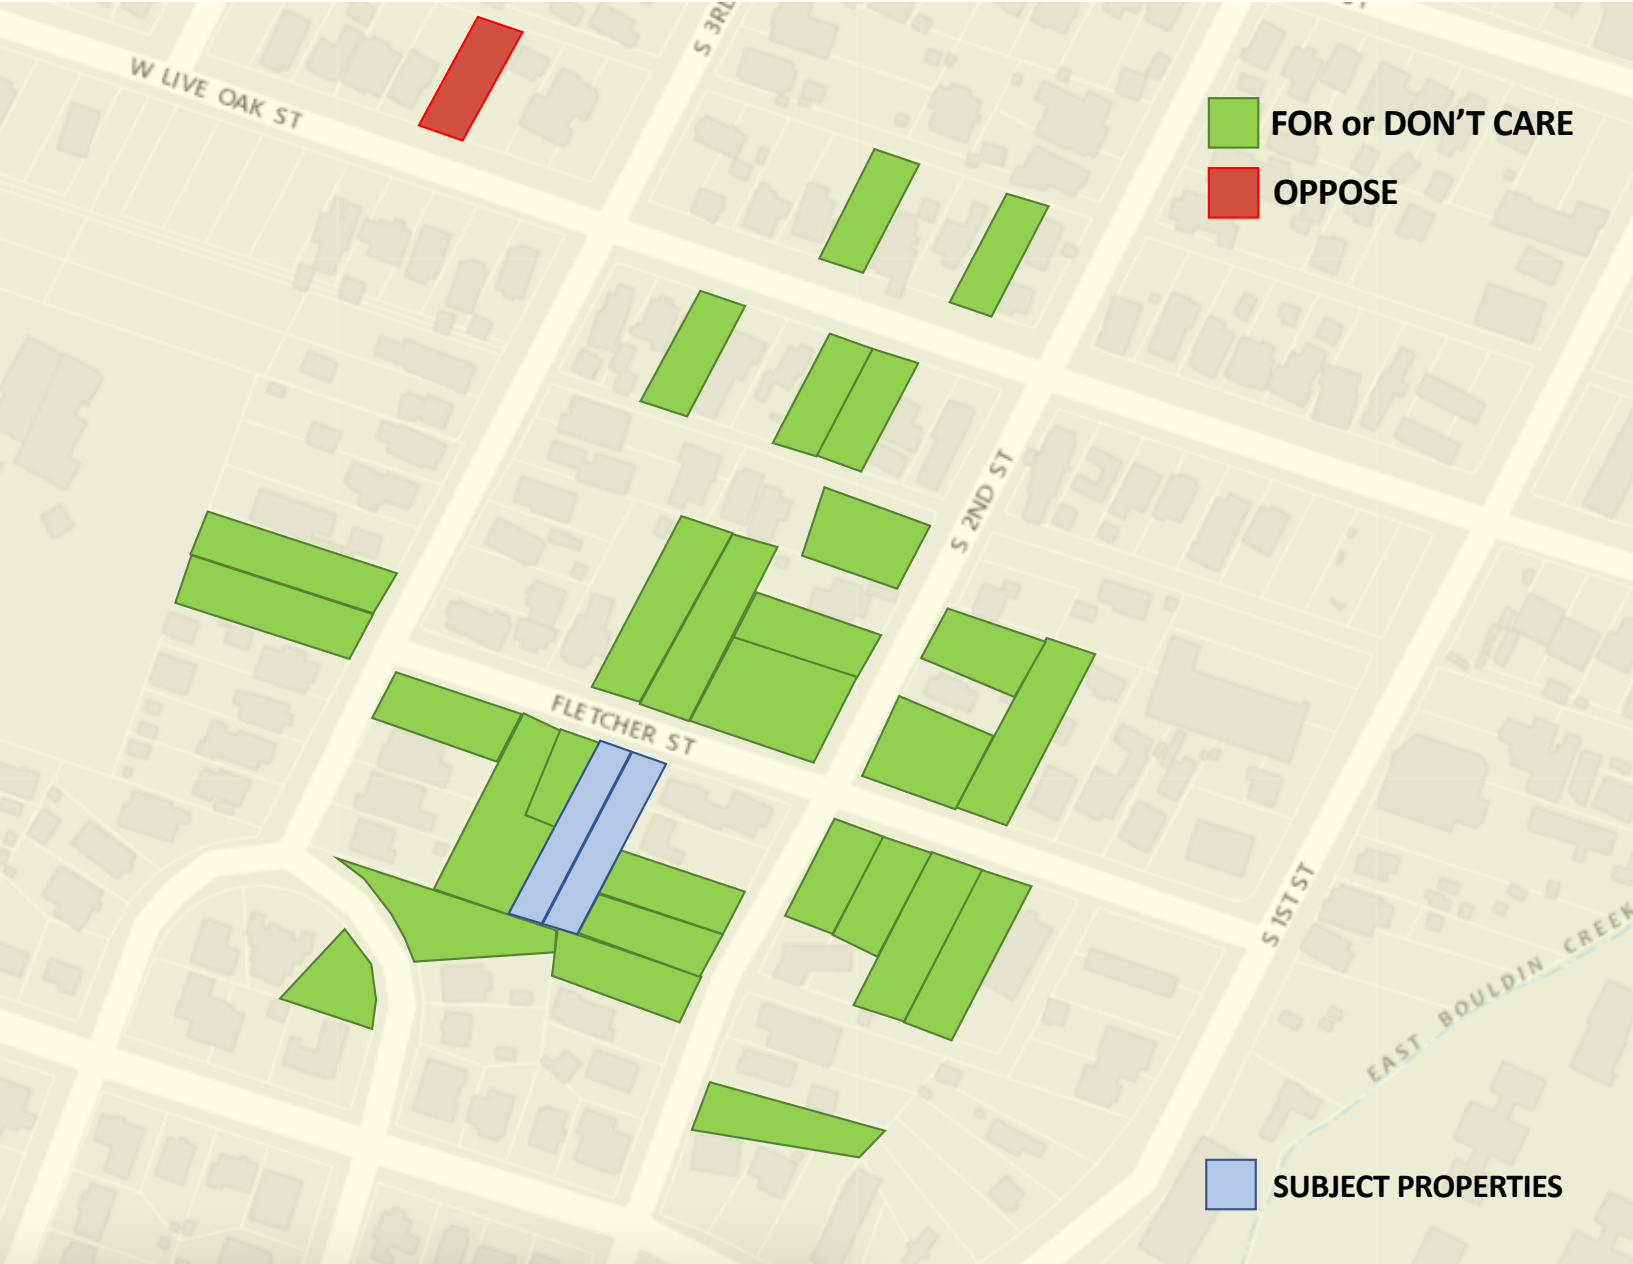 W LIVE OAK ST
FOR or DON'T CARE
OPPOSE
S 2ND ST
FLETCHER ST
S 1ST ST
EAST BOULDIN CREEK
SUBJECT PROPERTIES